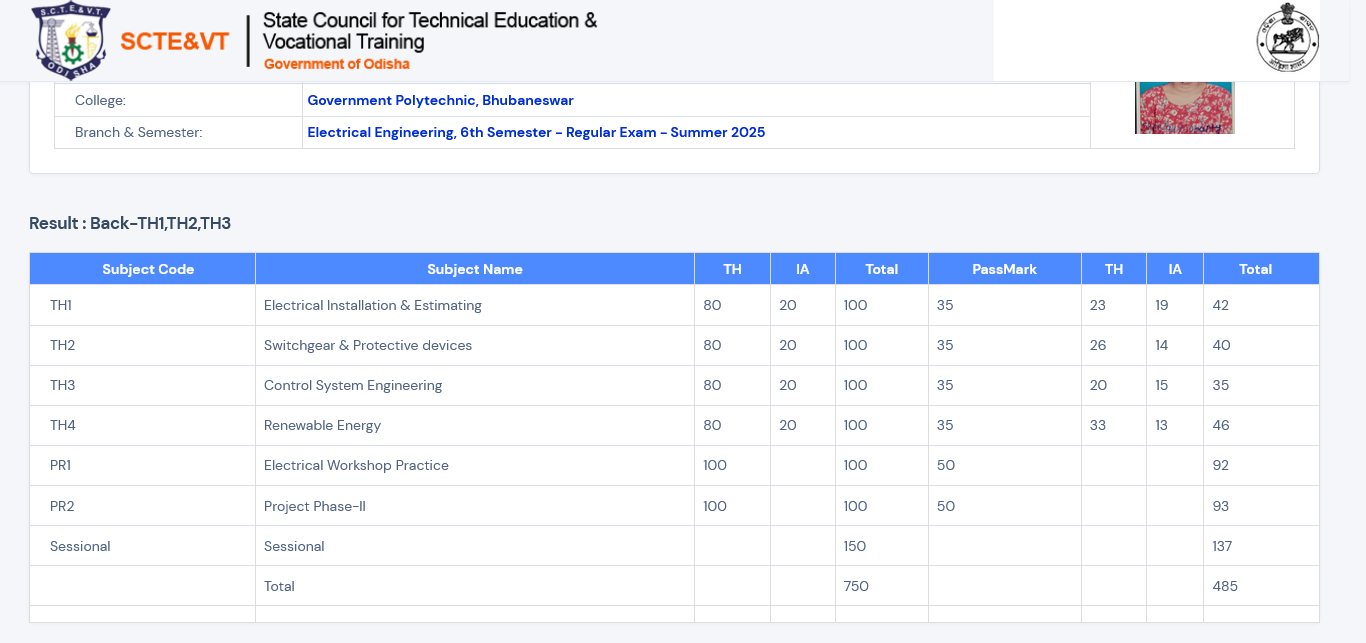 S.C.T.E.&V.T.
ODISHA
SCTE&VT
State Council for Technical Education &
Vocational Training
Government of Odisha
College: Government Polytechnic, Bhubaneswar
Branch & Semester: Electrical Engineering, 6th Semester - Regular Exam - Summer 2025
Result : Back-TH1,TH2,TH3
Subject Code Subject Name TH IA Total PassMark TH IA Total
TH1 Electrical Installation & Estimating 80 20 100 35 23 19 42
TH2 Switchgear & Protective devices 80 20 100 35 26 14 40
TH3 Control System Engineering 80 20 100 35 20 15 35
TH4 Renewable Energy 80 20 100 35 33 13 46
PR1 Electrical Workshop Practice 100 100 50 92
PR2 Project Phase-II 100 100 50 93
Sessional Sessional 150 137
Total 750 485